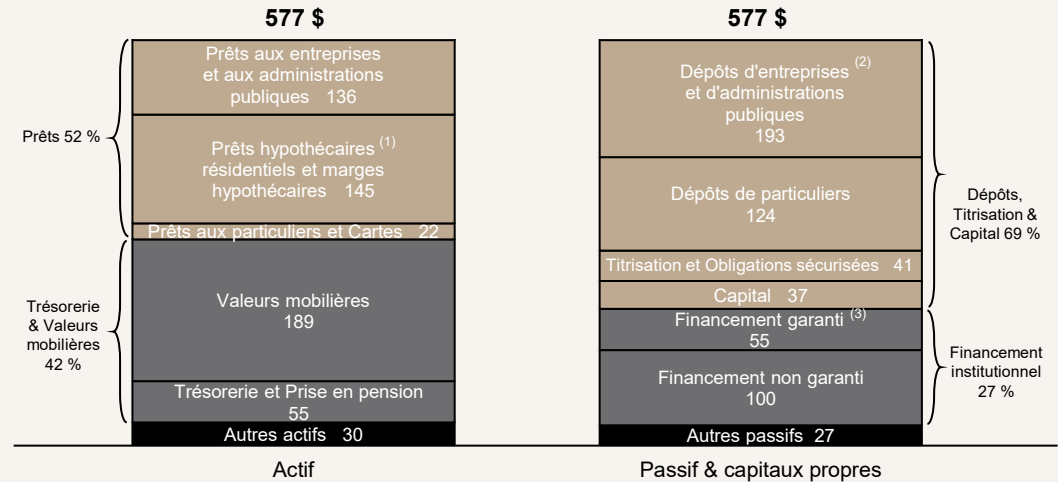 577 $
Prêts aux entreprises
et aux administrations
publiques 136
Prêts hypothécaires (1)
résidentiels et marges
hypothécaires 145
Prêts aux particuliers et Cartes 22
Valeurs mobilières
189
Trésorerie et Prise en pension
55
Autres actifs 30
Actif
Prêts 52 %
Trésorerie
& Valeurs
mobilières
42 %
577 $
Dépôts d'entreprises (2)
et d'administrations
publiques
193
Dépôts de particuliers
124
Titrisation et Obligations sécurisées 41
Capital 37
Financement garanti (3)
55
Financement non garanti
100
Autres passifs 27
Passif & capitaux propres
Dépôts,
Titrisation &
Capital 69 %
Financement
institutionnel
27 %